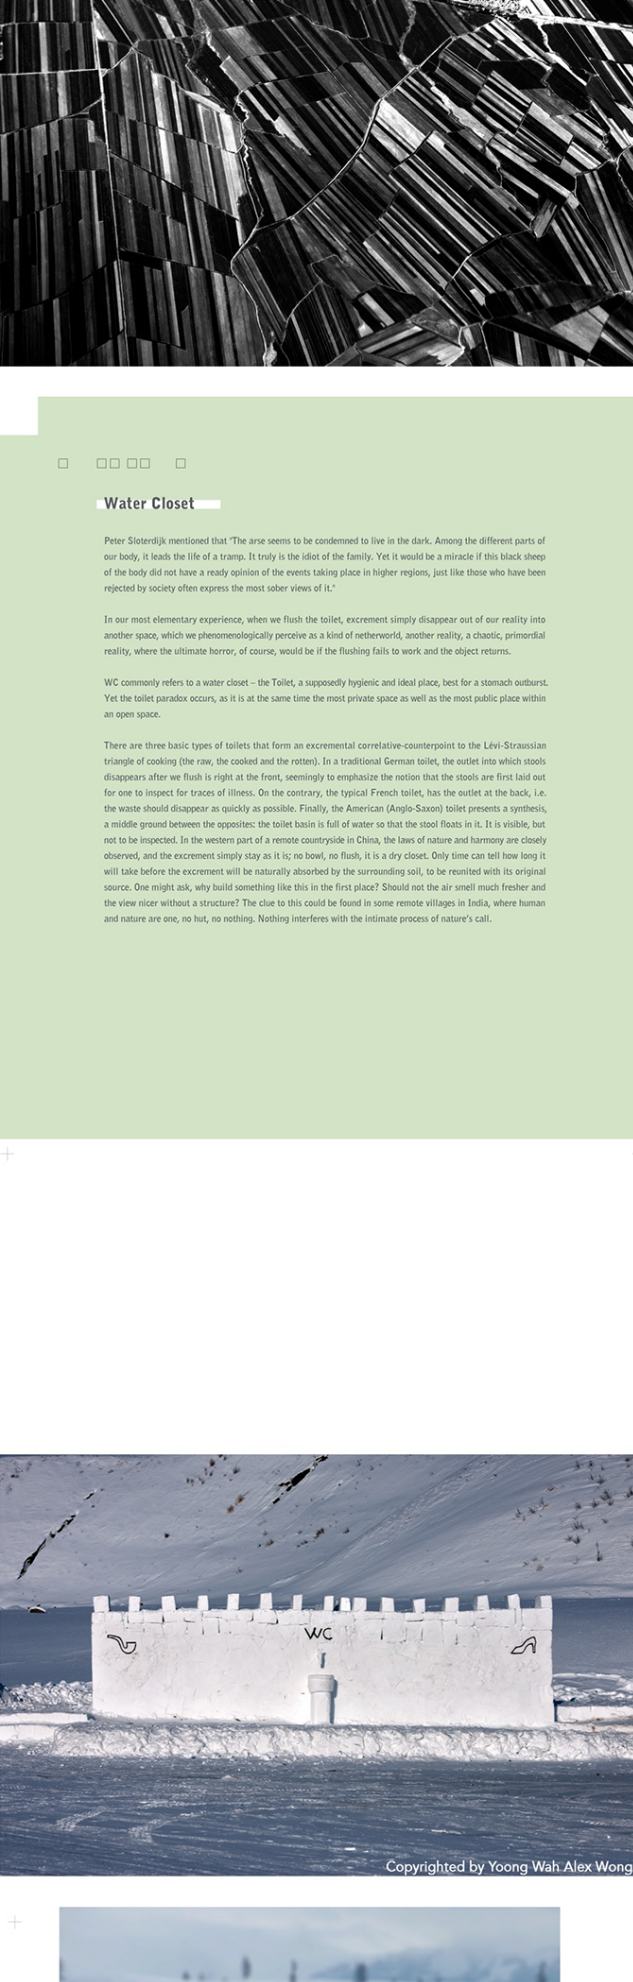 Water Closet
Peter Sloterdijk mentioned that "The arse seems to be condemned to live in the dark. Among the different parts of
our body, it leads the life of a tramp. It truly is the idiot of the family. Yet it would be a miracle if this black sheep
of the body did not have a ready opinion of the events taking place in higher regions, just like those who have been
rejected by society often express the most sober views of it."
In our most elementary experience, when we flush the toilet, excrement simply disappear out of our reality into
another space, which we phenomenologically perceive as a kind of netherworld, another reality, a chaotic, primordial
reality, where the ultimate horror, of course, would be if the flushing fails to work and the object returns.
WC commonly refers to a water closet – the Toilet, a supposedly hygienic and ideal place, best for a stomach outburst.
Yet the toilet paradox occurs, as it is at the same time the most private space as well as the most public place within
an open space.
There are three basic types of toilets that form an excremental correlative-counterpoint to the Lévi-Straussian
triangle of cooking (the raw, the cooked and the rotten). In a traditional German toilet, the outlet into which stools
disappears after we flush is right at the front, seemingly to emphasize the notion that the stools are first laid out
for one to inspect for traces of illness. On the contrary, the typical French toilet, has the outlet at the back, i.e.
the waste should disappear as quickly as possible. Finally, the American (Anglo-Saxon) toilet presents a synthesis,
a middle ground between the opposites: the toilet basin is full of water so that the stool floats in it. It is visible, but
not to be inspected. In the western part of a remote countryside in China, the laws of nature and harmony are closely
observed, and the excrement simply stay as it is; no bowl, no flush, it is a dry closet. Only time can tell how long it
will take before the excrement will be naturally absorbed by the surrounding soil, to be reunited with its original
source. One might ask, why build something like this in the first place? Should not the air smell much fresher and
the view nicer without a structure? The clue to this could be found in some remote villages in India, where human
and nature are one, no hut, no nothing. Nothing interferes with the intimate process of nature's call.
WC
Copyrighted by Yoong Wah Alex Wong